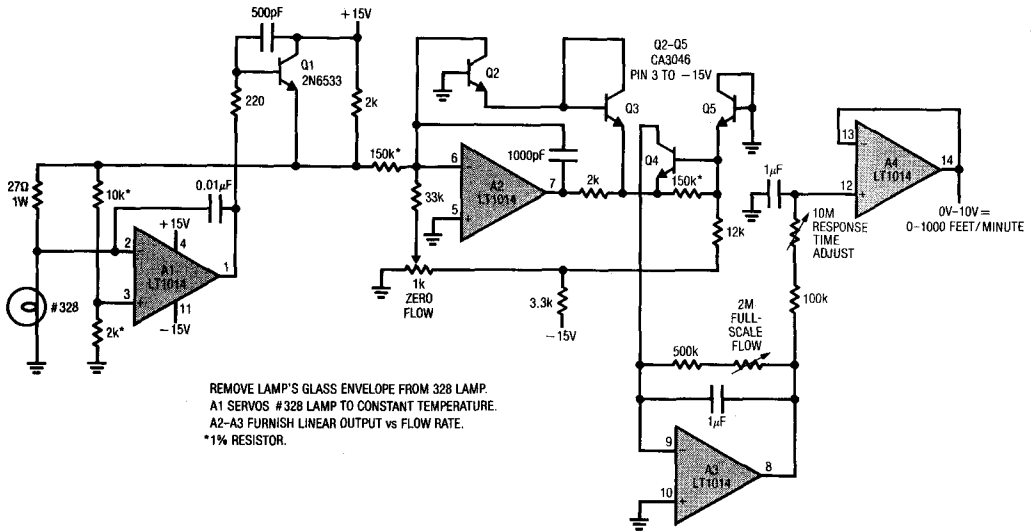 500pF
+15V
Q1
2N6533
220
2k
Q2
Q2–Q5
CA3046
PIN 3 TO −15V
Q3
Q5
Q4
27Ω
1W
10k*
0.01µF
150k*
33k
6
5
A2
LT1014
7
1000pF
2k
150k*
12k
1µF
13
12
A4
LT1014
14
0V–10V =
0–1000 FEET/MINUTE
10M
RESPONSE
TIME
ADJUST
+15V
4
2
3
A1
LT1014
1
11
−15V
#328
2k*
1k
ZERO
FLOW
3.3k
−15V
2M
FULL-
SCALE
FLOW
100k
500k
1µF
9
10
A3
LT1014
8
REMOVE LAMP'S GLASS ENVELOPE FROM 328 LAMP.
A1 SERVOS #328 LAMP TO CONSTANT TEMPERATURE.
A2–A3 FURNISH LINEAR OUTPUT vs FLOW RATE.
*1% RESISTOR.